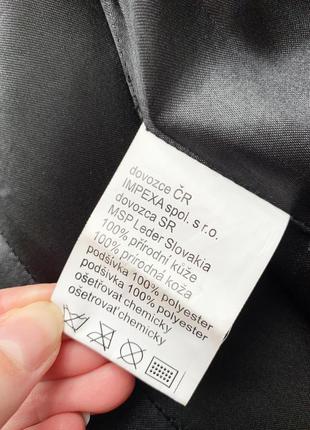 dovozce ČR
IMPEXA spol. s r.o.
dovozca SR
MSP Leder Slovakia
100% přírodní kůže
100% prírodná koža
podšívka 100% polyester
podšívka 100% polyester
ošetřovat chemicky
ošetrovať chemicky